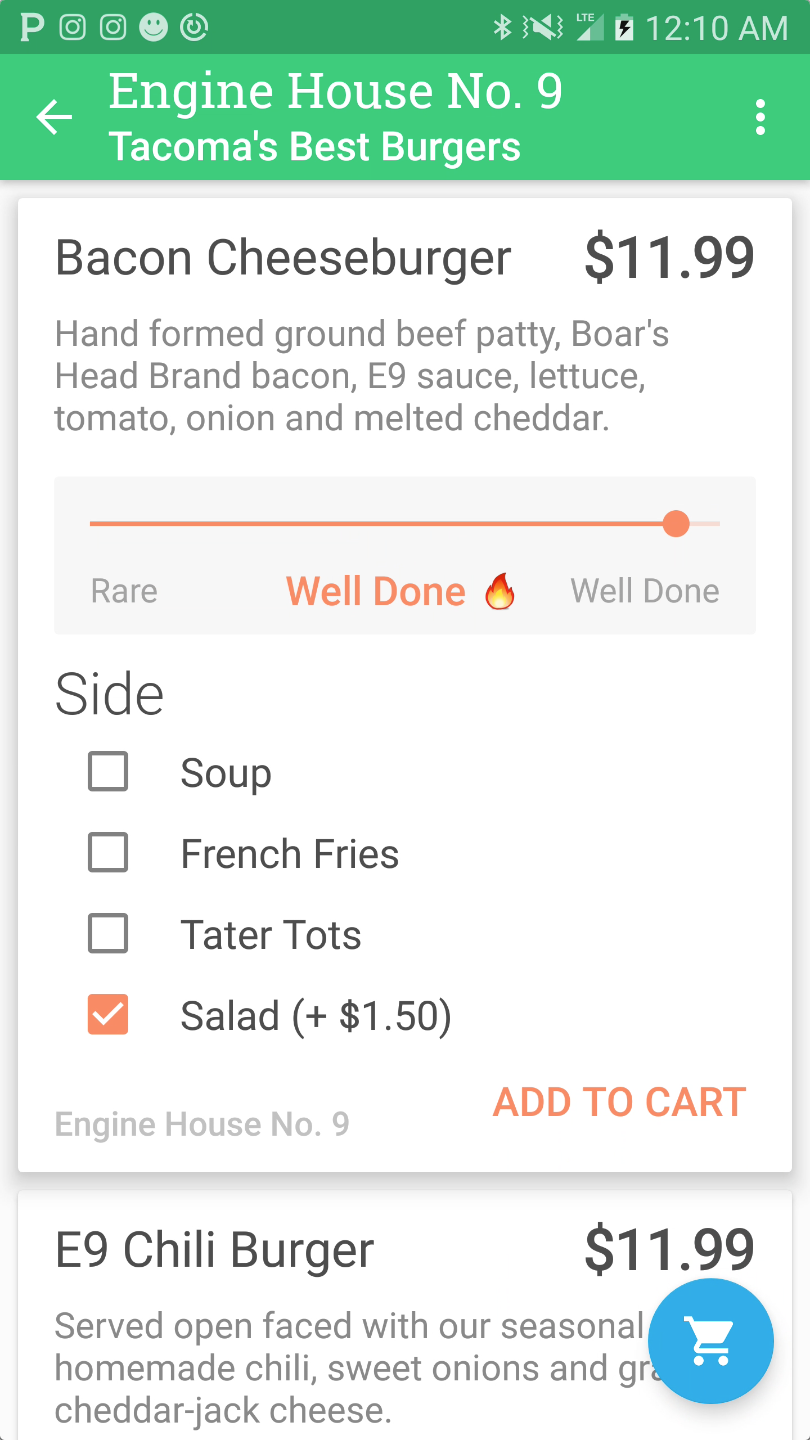 LTE 12:10 AM
Engine House No. 9
Tacoma's Best Burgers
Bacon Cheeseburger $11.99
Hand formed ground beef patty, Boar's
Head Brand bacon, E9 sauce, lettuce,
tomato, onion and melted cheddar.
Rare Well Done 🔥 Well Done
Side
Soup
French Fries
Tater Tots
Salad (+ $1.50)
ADD TO CART
Engine House No. 9
E9 Chili Burger $11.99
Served open faced with our seasonal
homemade chili, sweet onions and
cheddar-jack cheese.